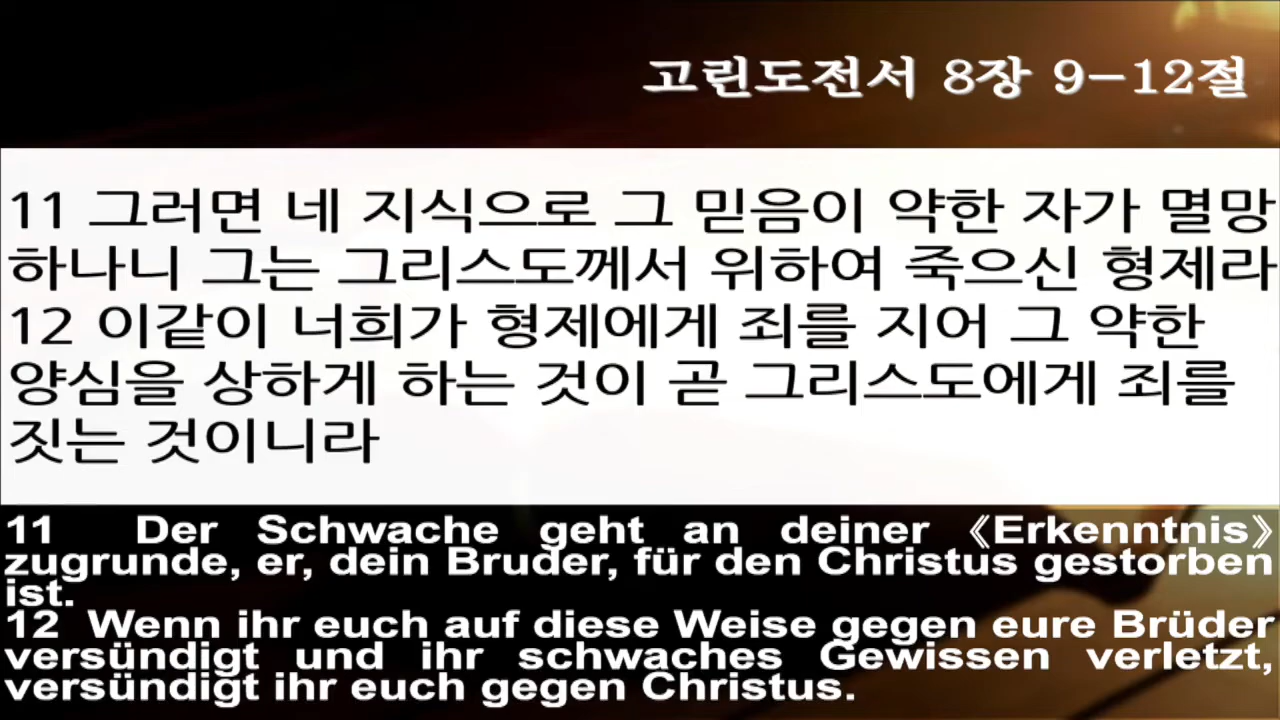 고린도전서 8장 9-12절
11 그러면 네 지식으로 그 믿음이 약한 자가 멸망
하나니 그는 그리스도께서 위하여 죽으신 형제라
12 이같이 너희가 형제에게 죄를 지어 그 약한
양심을 상하게 하는 것이 곧 그리스도에게 죄를
짓는 것이니라
11 Der Schwache geht an deiner 《Erkenntnis》
zugrunde, er, dein Bruder, für den Christus gestorben
ist.
12 Wenn ihr euch auf diese Weise gegen eure Brüder
versündigt und ihr schwaches Gewissen verletzt,
versündigt ihr euch gegen Christus.